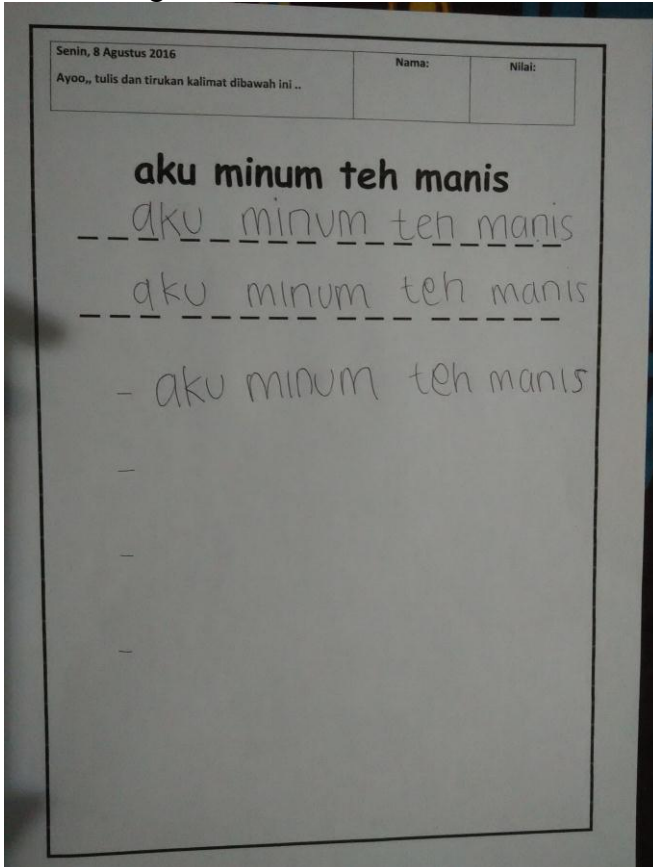 Senin, 8 Agustus 2016
Nama:
Nilai:
Ayoo,, tulis dan tirukan kalimat dibawah ini ..
aku minum teh manis
aku minum teh manis
aku minum teh manis
- aku minum teh manis
-
-
-